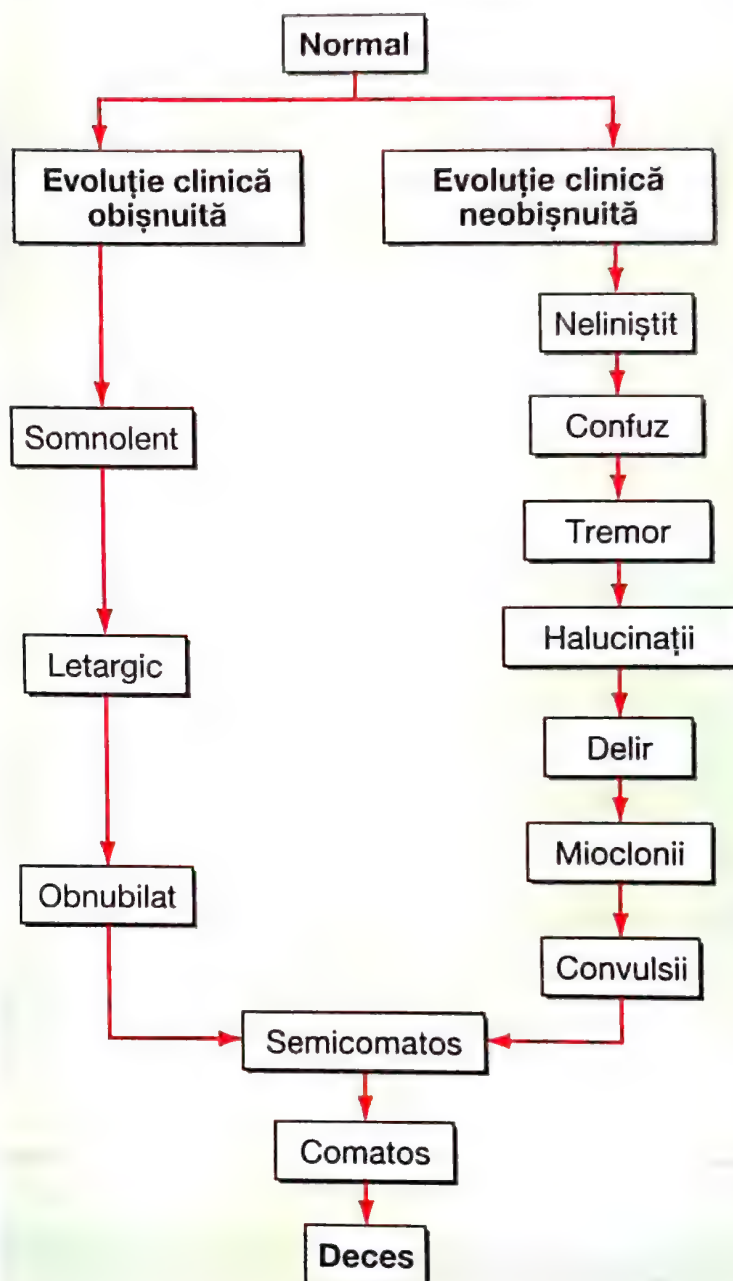 Normal
Evoluție clinică
obișnuită
Somnolent
Letargic
Obnubilat
Evoluție clinică
neobișnuită
Neliniștit
Confuz
Tremor
Halucinații
Delir
Mioclonii
Convulsii
Semicomatos
Comatos
Deces